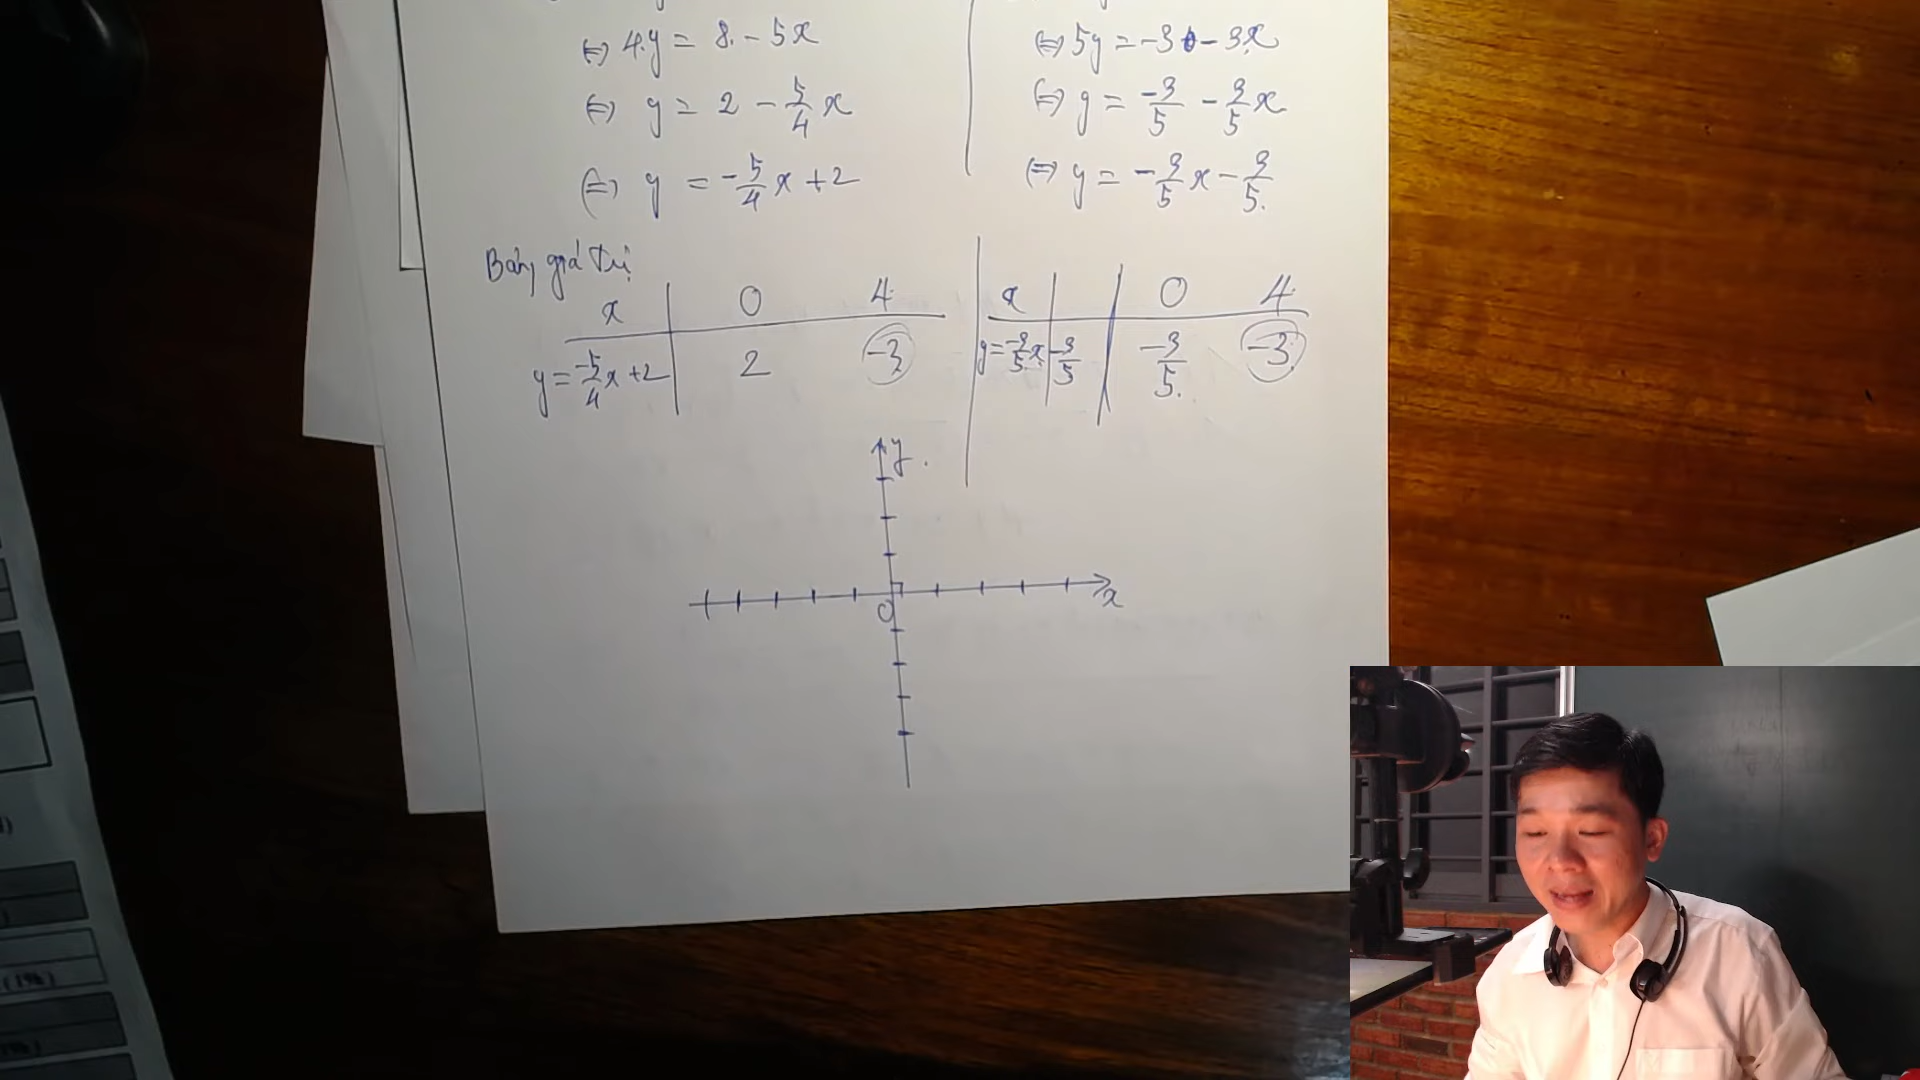 ⇔ 4.y = 8. - 5x
⇔ y = 2 - 5/4 x
⇔ y = -5/4 x + 2
⇔ 5y = -3 - 3x
⇔ y = -3/5 - 3/5 x
⇔ y = -3/5 x - 3/5.
Bảng giá trị
x 0 4
y = -5/4 x + 2 2 -3
x 0 4
y = -3/5 x -3/5 -3/5. -3
y
O x
(1%)